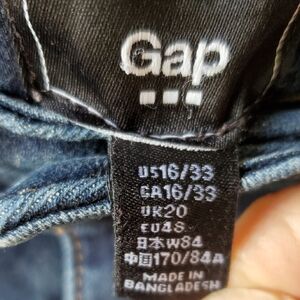 Gap
US16/33
CA16/33
UK20
EU48
日本W84
中国170/84A
MADE IN
BANGLADESH